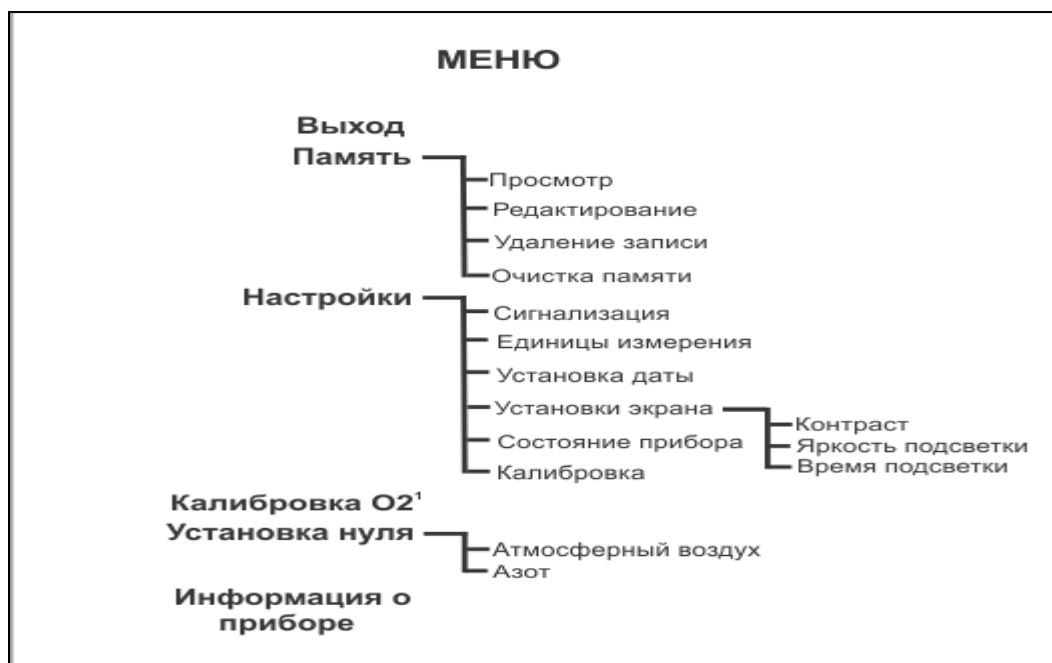 МЕНЮ
Выход
Память
Просмотр
Редактирование
Удаление записи
Очистка памяти
Настройки
Сигнализация
Единицы измерения
Установка даты
Установки экрана
Контраст
Яркость подсветки
Время подсветки
Состояние прибора
Калибровка
Калибровка О2¹
Установка нуля
Атмосферный воздух
Азот
Информация о
приборе